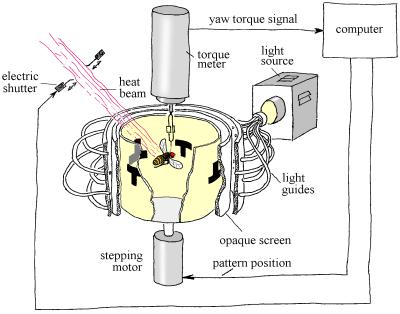 yaw torque signal
computer
torque
meter
light
source
electric
shutter
heat
beam
light
guides
opaque screen
stepping
motor
pattern position